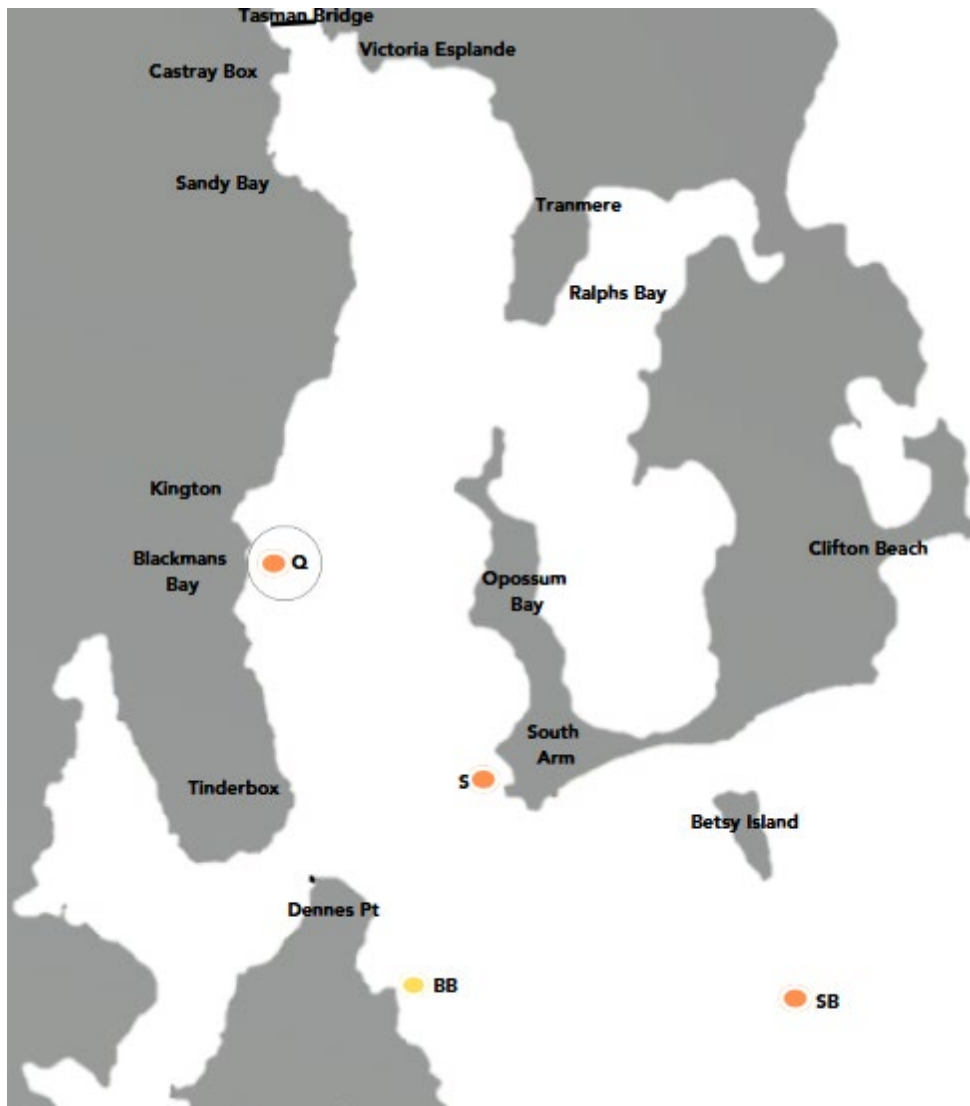 Tasman Bridge
Victoria Esplande
Castray Box
Sandy Bay
Tranmere
Ralphs Bay
Kington
Clifton Beach
Blackmans
Bay
Q
Opossum
Bay
South
Arm
S
Tinderbox
Betsy Island
Dennes Pt
BB
SB